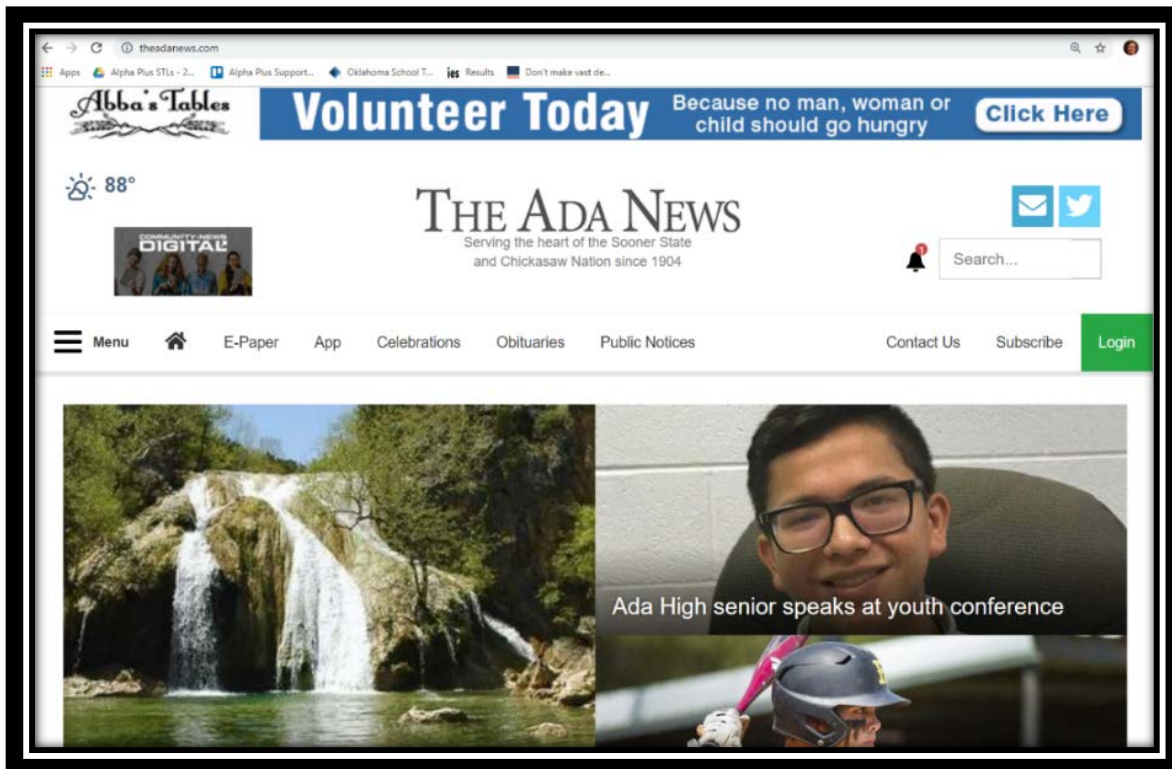 theadanews.com
Apps Alpha Plus STLs - 2... Alpha Plus Support... Oklahoma School T... ies Results Don't make vast de...
Abba's Tables
Volunteer Today
Because no man, woman or
child should go hungry
Click Here
88°
COMMUNITY-NEWS
DIGITAL
THE ADA NEWS
Serving the heart of the Sooner State
and Chickasaw Nation since 1904
1
Search...
Menu E-Paper App Celebrations Obituaries Public Notices Contact Us Subscribe Login
Ada High senior speaks at youth conference